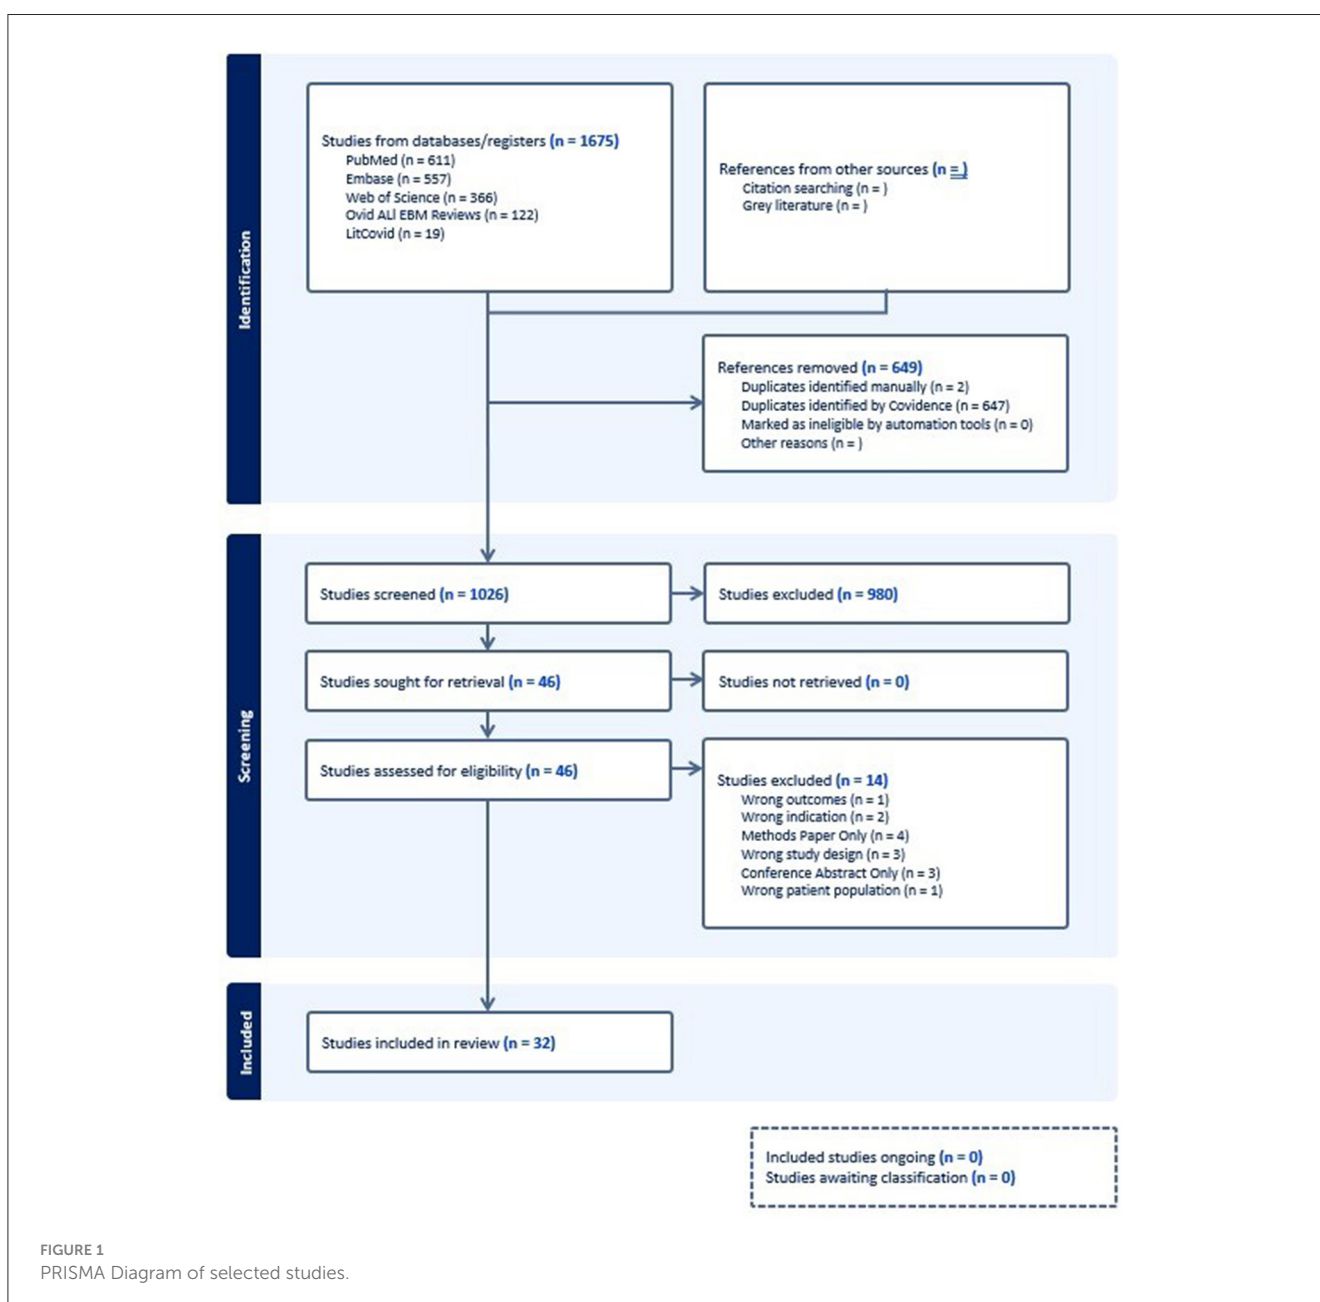 Identification
Studies from databases/registers (n = 1675)
PubMed (n = 611)
Embase (n = 557)
Web of Science (n = 366)
Ovid ALl EBM Reviews (n = 122)
LitCovid (n = 19)
References from other sources (n = )
Citation searching (n = )
Grey literature (n = )
References removed (n = 649)
Duplicates identified manually (n = 2)
Duplicates identified by Covidence (n = 647)
Marked as ineligible by automation tools (n = 0)
Other reasons (n = )
Screening
Studies screened (n = 1026)
Studies excluded (n = 980)
Studies sought for retrieval (n = 46)
Studies not retrieved (n = 0)
Studies assessed for eligibility (n = 46)
Studies excluded (n = 14)
Wrong outcomes (n = 1)
Wrong indication (n = 2)
Methods Paper Only (n = 4)
Wrong study design (n = 3)
Conference Abstract Only (n = 3)
Wrong patient population (n = 1)
Included
Studies included in review (n = 32)
Included studies ongoing (n = 0)
Studies awaiting classification (n = 0)
FIGURE 1
PRISMA Diagram of selected studies.